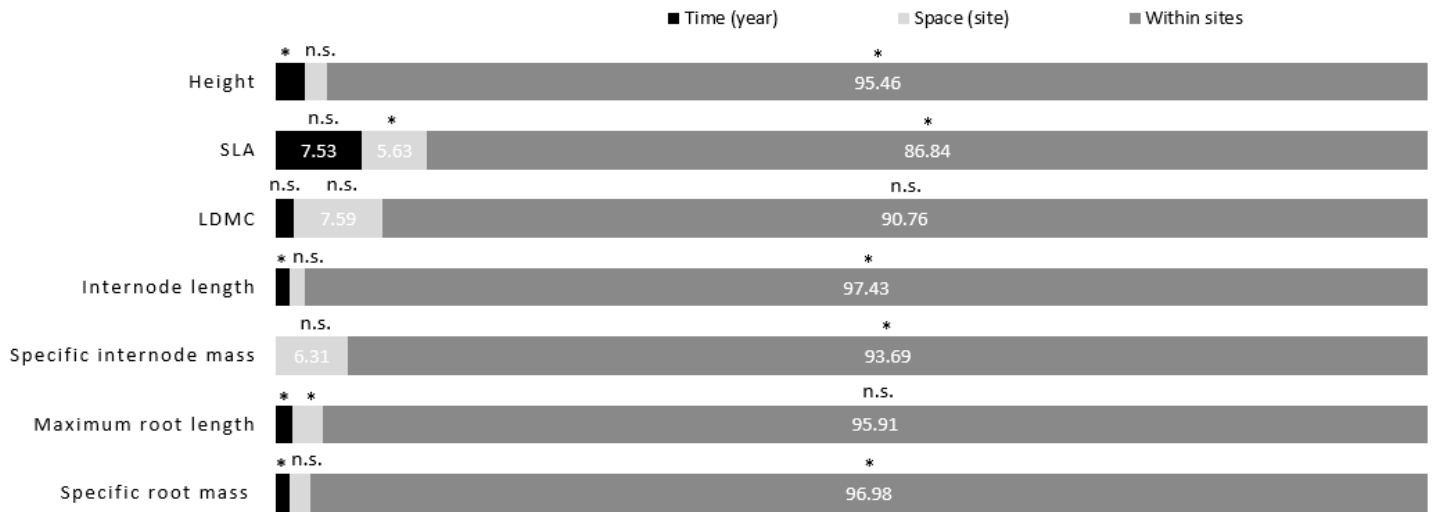 Time (year) Space (site) Within sites
* n.s. *
Height 95.46
n.s. * *
SLA 7.53 5.63 86.84
n.s. n.s. n.s.
LDMC 7.59 90.76
* n.s. *
Internode length 97.43
n.s. *
Specific internode mass 6.31 93.69
* * n.s.
Maximum root length 95.91
* n.s. *
Specific root mass 96.98